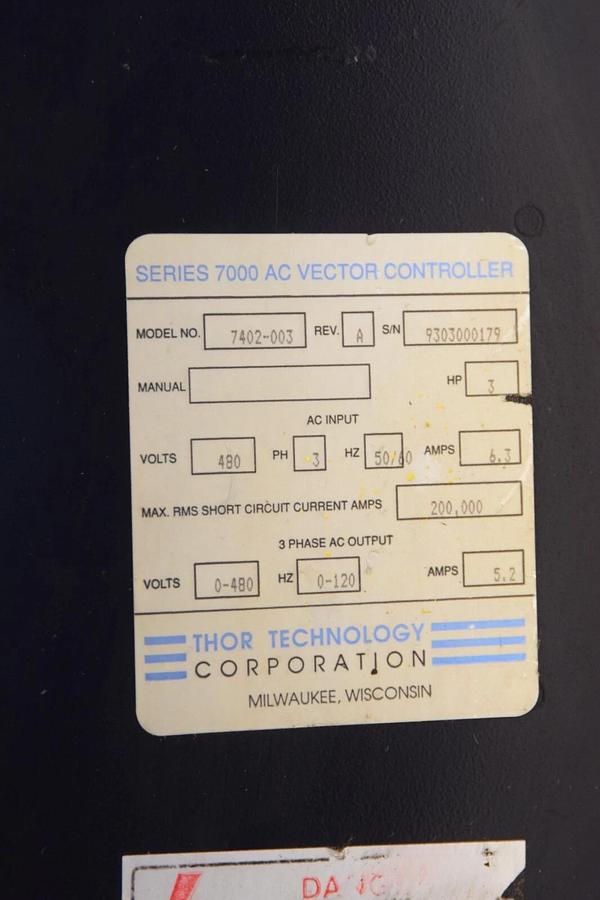 SERIES 7000 AC VECTOR CONTROLLER
MODEL NO. 7402-003 REV. A S/N 9303000179
MANUAL HP 3
AC INPUT
VOLTS 480 PH 3 HZ 50/60 AMPS 6.3
MAX. RMS SHORT CIRCUIT CURRENT AMPS 200,000
3 PHASE AC OUTPUT
VOLTS 0-480 HZ 0-120 AMPS 5.2
THOR TECHNOLOGY
CORPORATION
MILWAUKEE, WISCONSIN